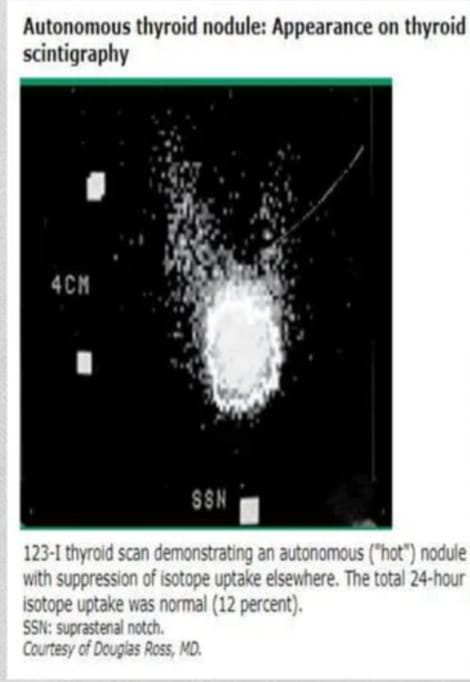 Autonomous thyroid nodule: Appearance on thyroid
scintigraphy
4CM
SSN
123-I thyroid scan demonstrating an autonomous ("hot") nodule
with suppression of isotope uptake elsewhere. The total 24-hour
isotope uptake was normal (12 percent).
SSN: suprastenal notch.
Courtesy of Douglas Ross, MD.